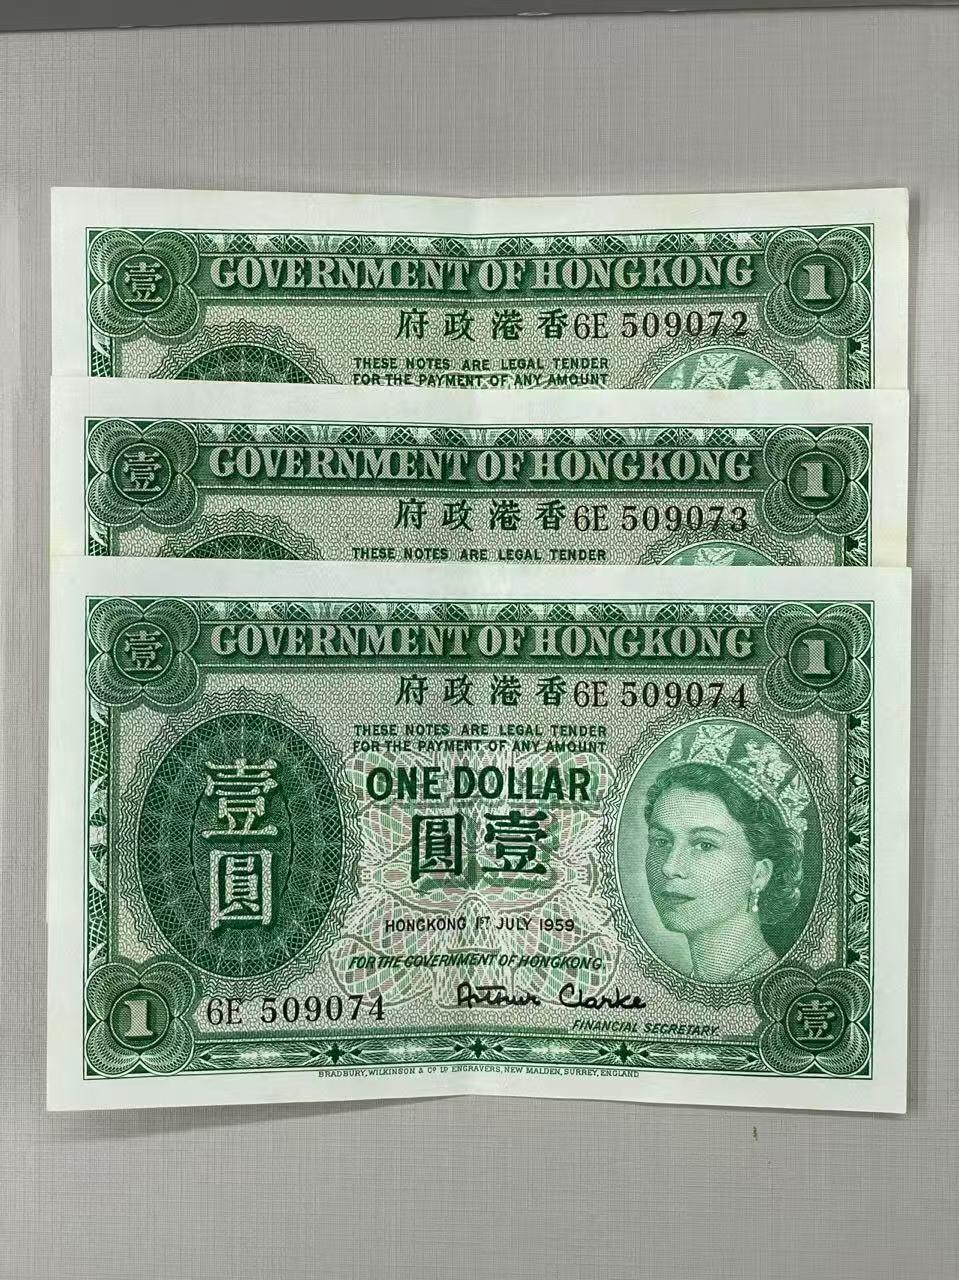 壹 GOVERNMENT OF HONGKONG 1
府政港香 6E 509072
THESE NOTES ARE LEGAL TENDER
FOR THE PAYMENT OF ANY AMOUNT
壹 GOVERNMENT OF HONGKONG 1
府政港香 6E 509073
THESE NOTES ARE LEGAL TENDER
壹 GOVERNMENT OF HONGKONG 1
府政港香 6E 509074
THESE NOTES ARE LEGAL TENDER
FOR THE PAYMENT OF ANY AMOUNT
壹圓
ONE DOLLAR
圓壹
HONGKONG 1ST JULY 1959
FOR THE GOVERNMENT OF HONGKONG,
1 6E 509074 Arthur Clarke 壹
FINANCIAL SECRETARY.
BRADBURY, WILKINSON & Co Ld ENGRAVERS, NEW MALDEN, SURREY, ENGLAND